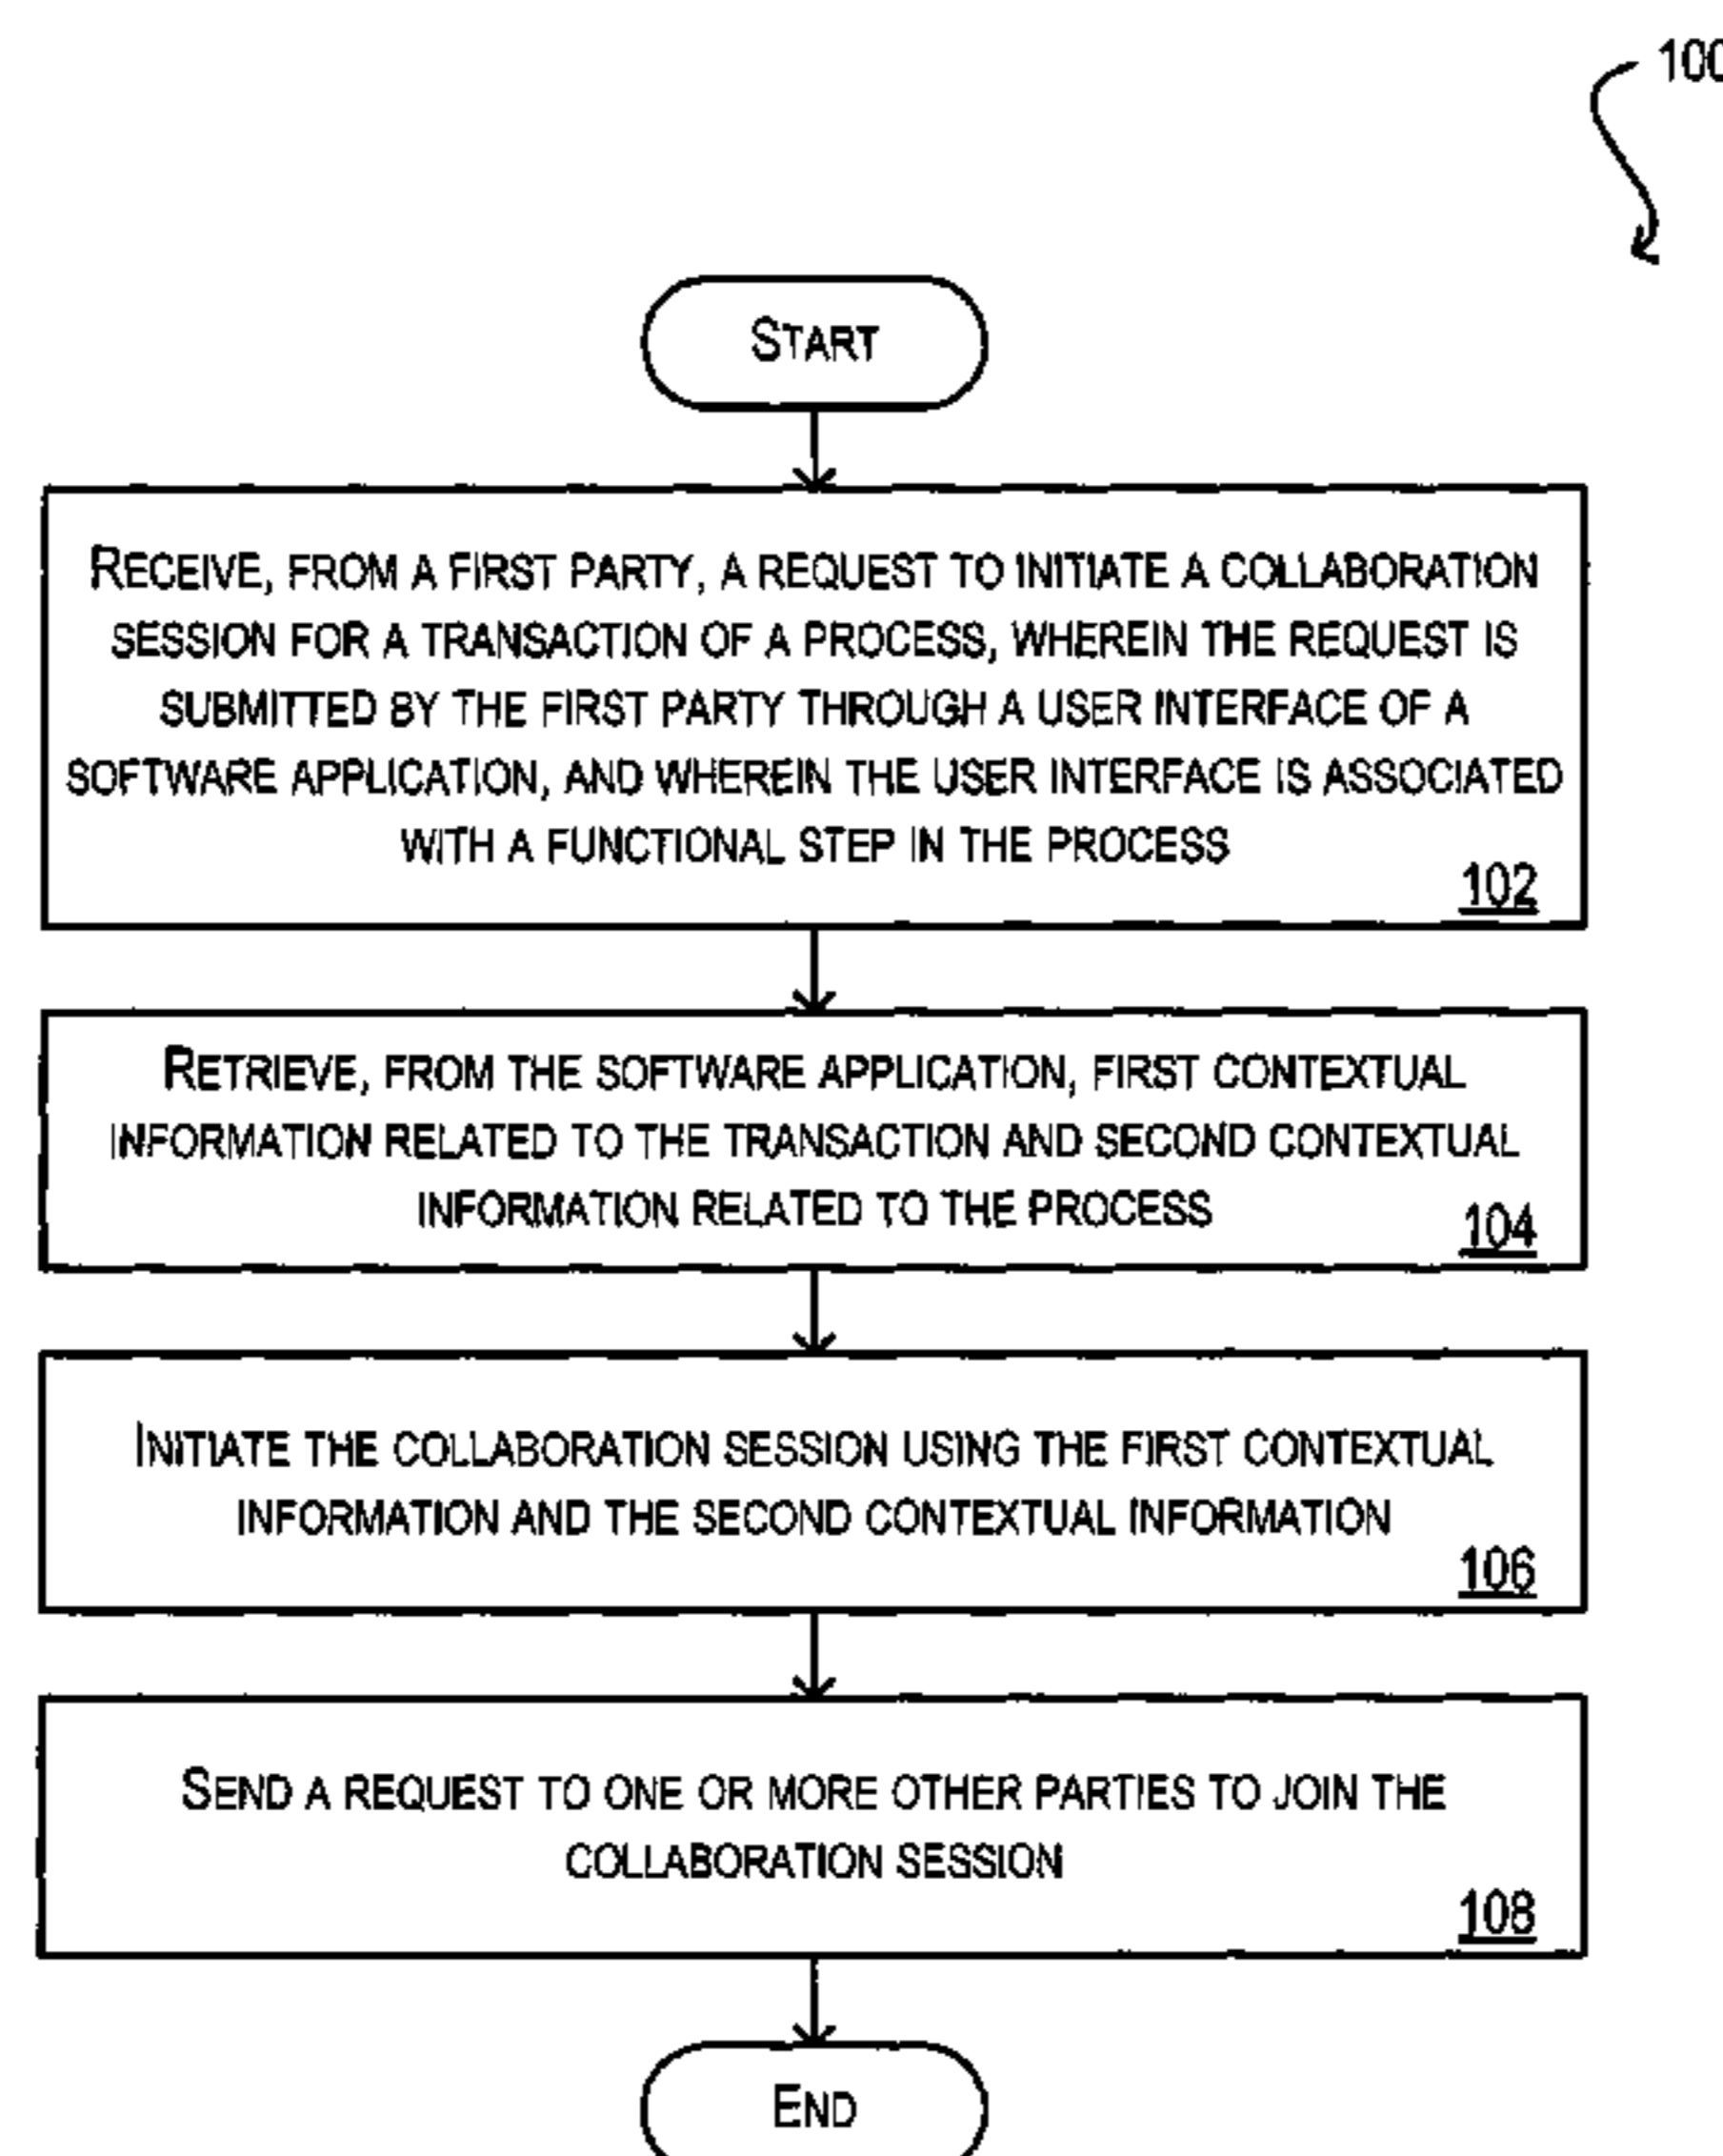 100
START
RECEIVE, FROM A FIRST PARTY, A REQUEST TO INITIATE A COLLABORATION
SESSION FOR A TRANSACTION OF A PROCESS, WHEREIN THE REQUEST IS
SUBMITTED BY THE FIRST PARTY THROUGH A USER INTERFACE OF A
SOFTWARE APPLICATION, AND WHEREIN THE USER INTERFACE IS ASSOCIATED
WITH A FUNCTIONAL STEP IN THE PROCESS
102
RETRIEVE, FROM THE SOFTWARE APPLICATION, FIRST CONTEXTUAL
INFORMATION RELATED TO THE TRANSACTION AND SECOND CONTEXTUAL
INFORMATION RELATED TO THE PROCESS
104
INITIATE THE COLLABORATION SESSION USING THE FIRST CONTEXTUAL
INFORMATION AND THE SECOND CONTEXTUAL INFORMATION
106
SEND A REQUEST TO ONE OR MORE OTHER PARTIES TO JOIN THE
COLLABORATION SESSION
108
END